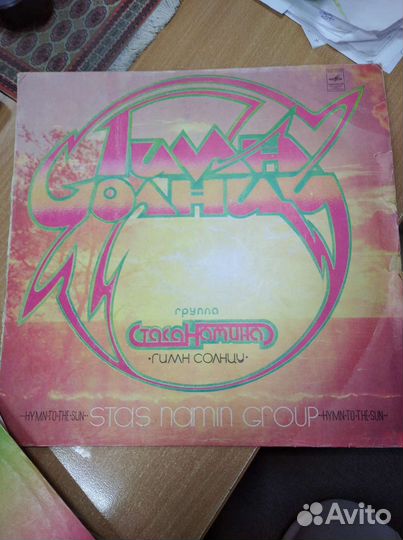 Гимн
Солнцу
группа
Стаса Намина
• гимн солнцу •
-HYMN-TO-THE-SUN- STAS NAMIN GROUP -HYMN-TO-THE-SUN-
Avito